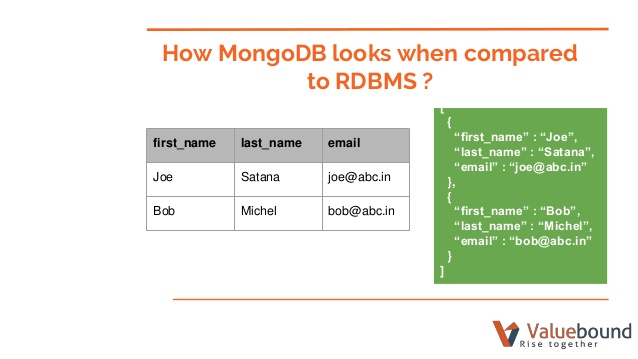 How MongoDB looks when compared
to RDBMS ?
first_name last_name email
Joe Satana joe@abc.in
Bob Michel bob@abc.in
[
{
“first_name” : “Joe”,
“last_name” : “Satana”,
“email” : “joe@abc.in”
},
{
“first_name” : “Bob”,
“last_name” : “Michel”,
“email” : “bob@abc.in”
}
]
Valuebound
Rise together